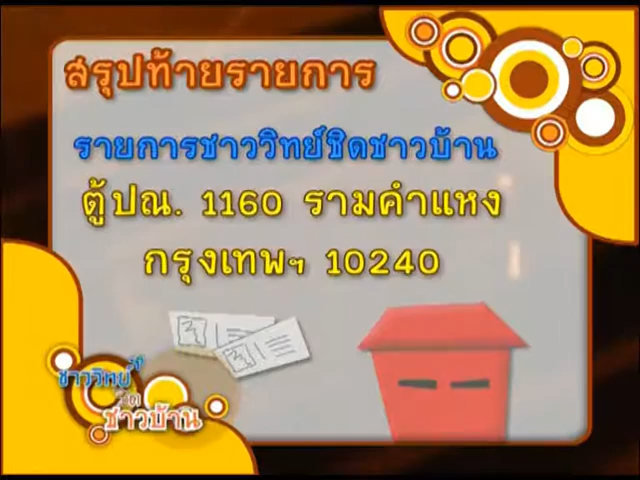 สรุปท้ายรายการ
รายการชาววิทย์ชิดชาวบ้าน
ตู้ปณ. 1160 รามคำแหง
กรุงเทพฯ 10240
ชาววิทย์
ชิด
ชาวบ้าน